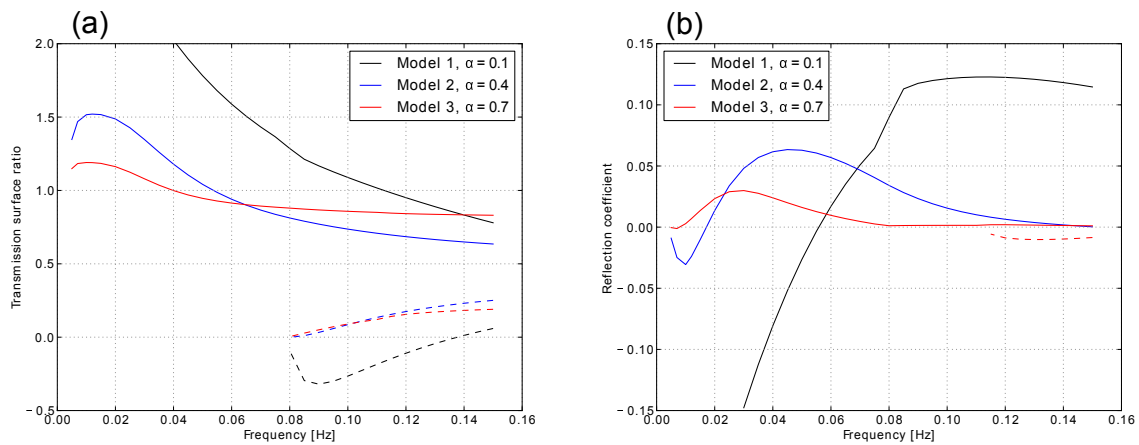 (a)
Transmission surface ratio
2.0
1.5
1.0
0.5
0.0
−0.5
Model 1, α=0.1
Model 2, α=0.4
Model 3, α=0.7
0.00 0.02 0.04 0.06 0.08 0.10 0.12 0.14 0.16
Frequency [Hz]
(b)
Reflection coefficient
0.15
0.10
0.05
0.00
−0.05
−0.10
−0.15
Model 1, α=0.1
Model 2, α=0.4
Model 3, α=0.7
0.00 0.02 0.04 0.06 0.08 0.10 0.12 0.14 0.16
Frequency [Hz]